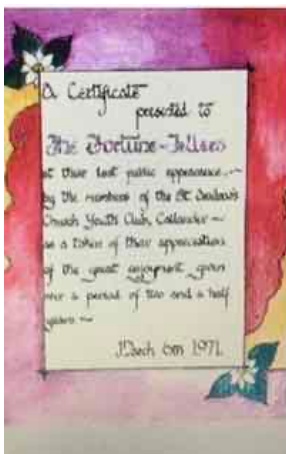 A Certificate
presented to
The Fortune-Tellers
at their last public appearance
by the members of the St Andrew's
Church Youth Club, Callander ~
as a token of their appreciation
of the great enjoyment given
over a period of two and a half
years ~
March 6th 1971